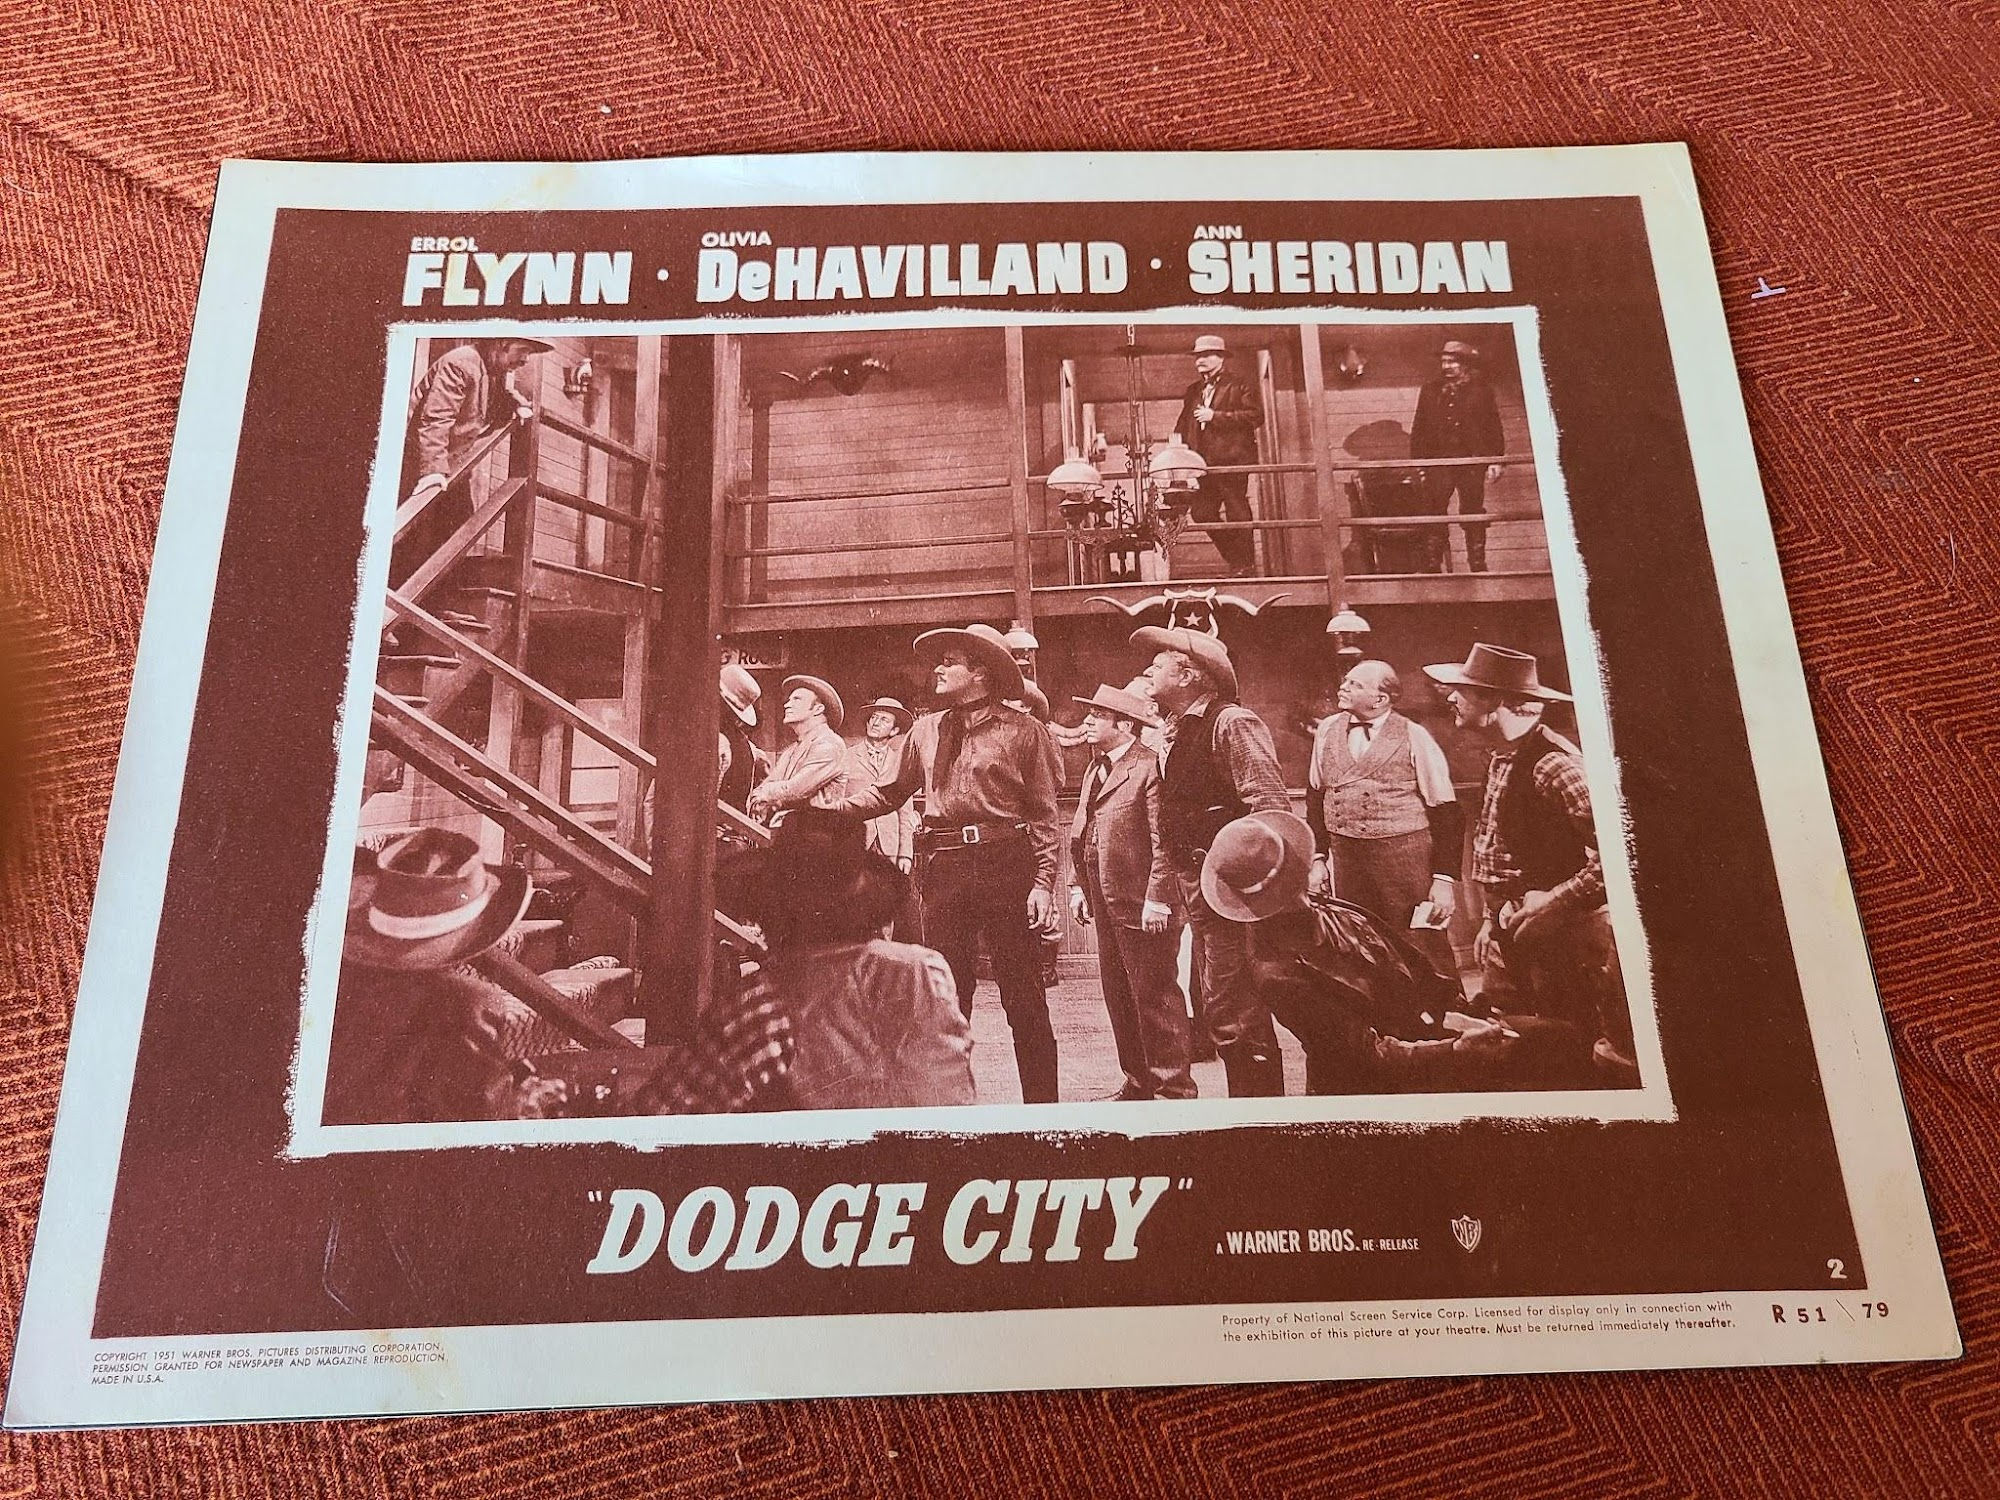 ERROL FLYNN · OLIVIA DeHAVILLAND · ANN SHERIDAN
"DODGE CITY"
A WARNER BROS. RE-RELEASE
WB
2
COPYRIGHT 1951 WARNER BROS. PICTURES DISTRIBUTING CORPORATION.
PERMISSION GRANTED FOR NEWSPAPER AND MAGAZINE REPRODUCTION
MADE IN U.S.A.
Property of National Screen Service Corp. Licensed for display only in connection with
the exhibition of this picture at your theatre. Must be returned immediately thereafter.
R 51 \ 79